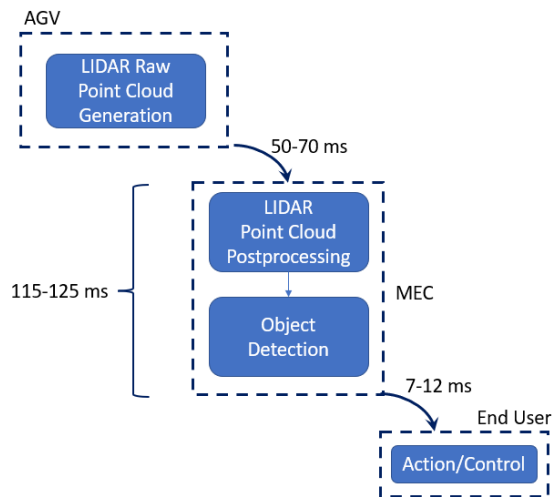 AGV
LIDAR Raw
Point Cloud
Generation
50-70 ms
LIDAR
Point Cloud
Postprocessing
115-125 ms
MEC
Object
Detection
7-12 ms
End User
Action/Control